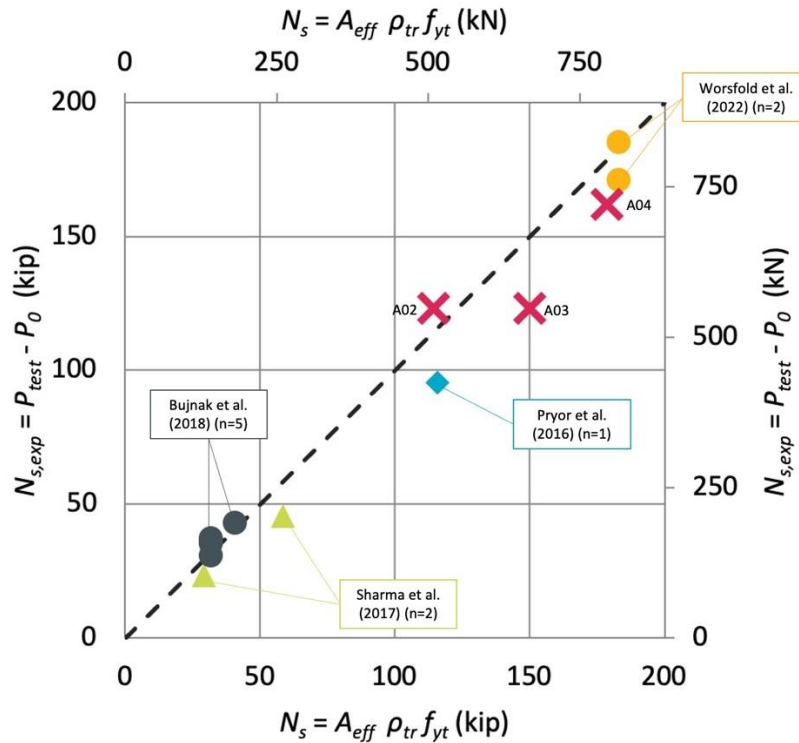 N_s = A_eff ρ_tr f_yt (kN)
0 250 500 750
200
150
100
50
0
N_s,exp = P_test - P_0 (kip)
Worsfold et al.
(2022) (n=2)
A04
A02
A03
Bujnak et al.
(2018) (n=5)
Pryor et al.
(2016) (n=1)
Sharma et al.
(2017) (n=2)
750
500
250
0
N_s,exp = P_test - P_0 (kN)
0 50 100 150 200
N_s = A_eff ρ_tr f_yt (kip)